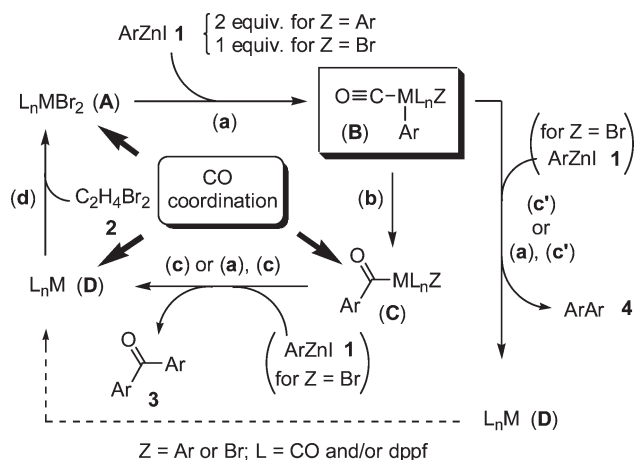 ArZnI 1 { 2 equiv. for Z = Ar
1 equiv. for Z = Br
LₙMBr₂ (A)
(a)
O≡C–MLₙZ
(B) Ar
(for Z = Br)
ArZnI 1
(c')
or
(a), (c')
ArAr 4
(d)
C₂H₄Br₂
2
CO
coordination
(b)
LₙM (D)
(c) or (a), (c)
O
MLₙZ
Ar
(C)
O
Ar
Ar
3
(ArZnI 1
for Z = Br)
LₙM (D)
Z = Ar or Br; L = CO and/or dppf